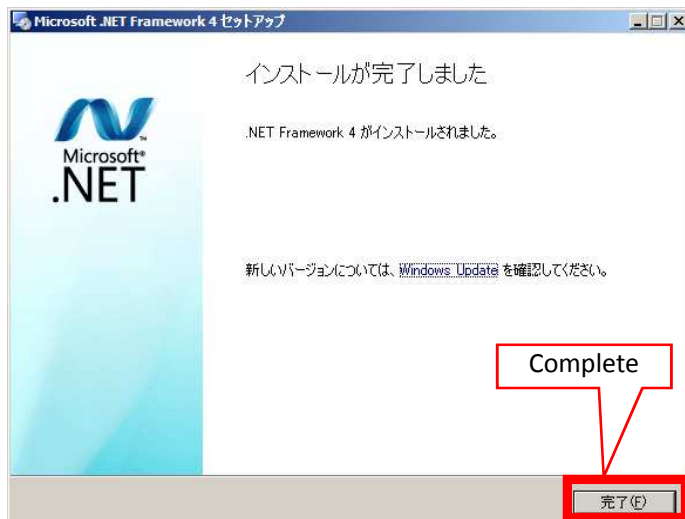 Microsoft .NET Framework 4 セットアップ
インストールが完了しました
.NET Framework 4 がインストールされました。
Microsoft®
.NET
新しいバージョンについては、Windows Update を確認してください。
Complete
完了(F)